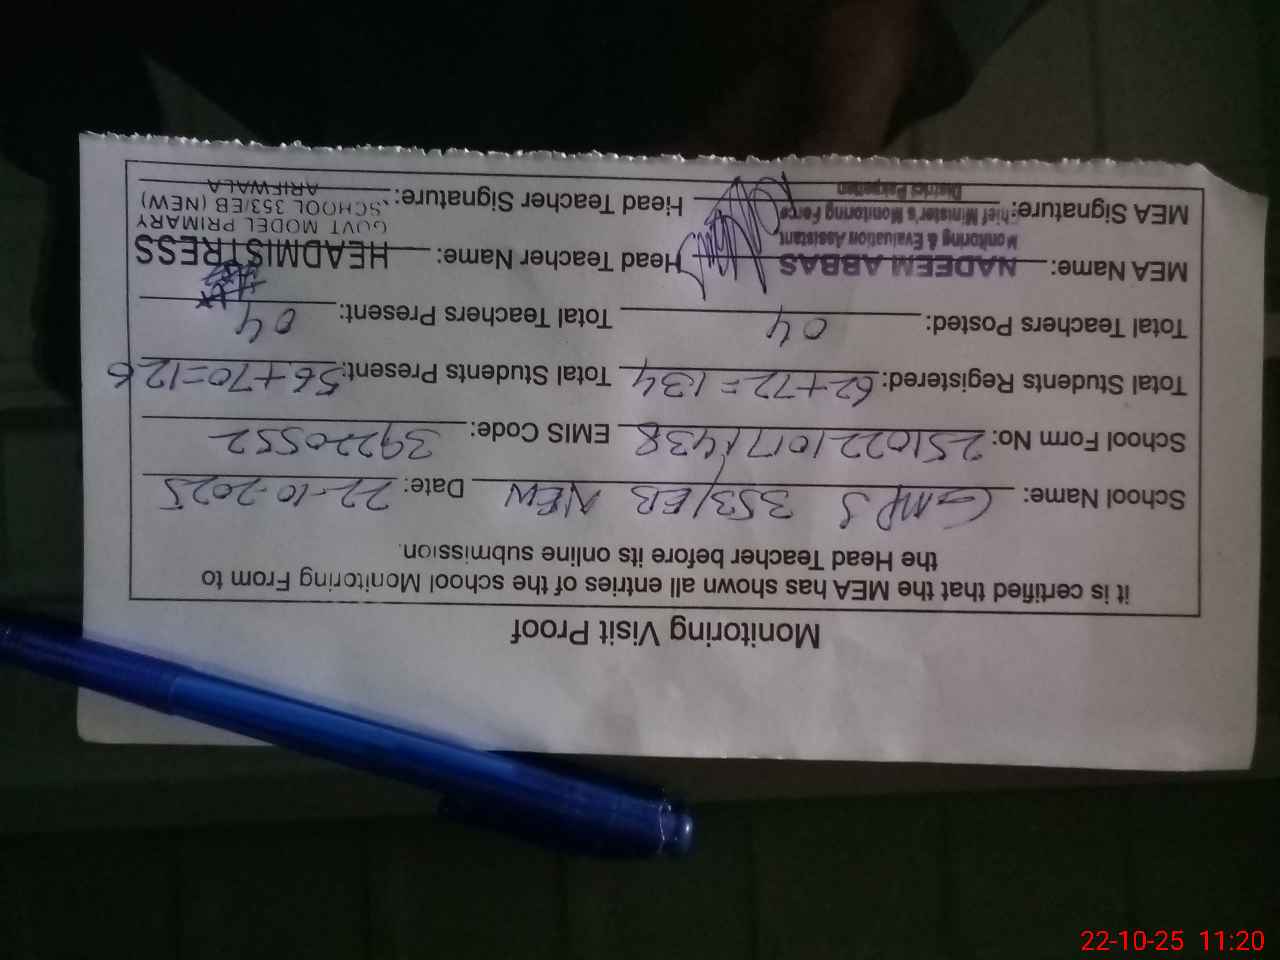 Monitoring Visit Proof
it is certified that the MEA has shown all entries of the school Monitoring From to
the Head Teacher before its online submission.
School Name: GMPS 353/EB NEW Date: 22-10-2025
School Form No: 25102210171438 EMIS Code: 39220552
Total Students Registered: 62+72=134 Total Students Present: 56+70=126
Total Teachers Posted: 04 Total Teachers Present: 04
MEA Name: NADEEM ABBAS Head Teacher Name: HEADMISTRESS
Monitoring & Evaluation Assistant GOVT MODEL PRIMARY
Chief Minister's Monitoring Force SCHOOL 353/EB (NEW)
MEA Signature: District Pakpattan Head Teacher Signature: ARIFWALA
22-10-25 11:20